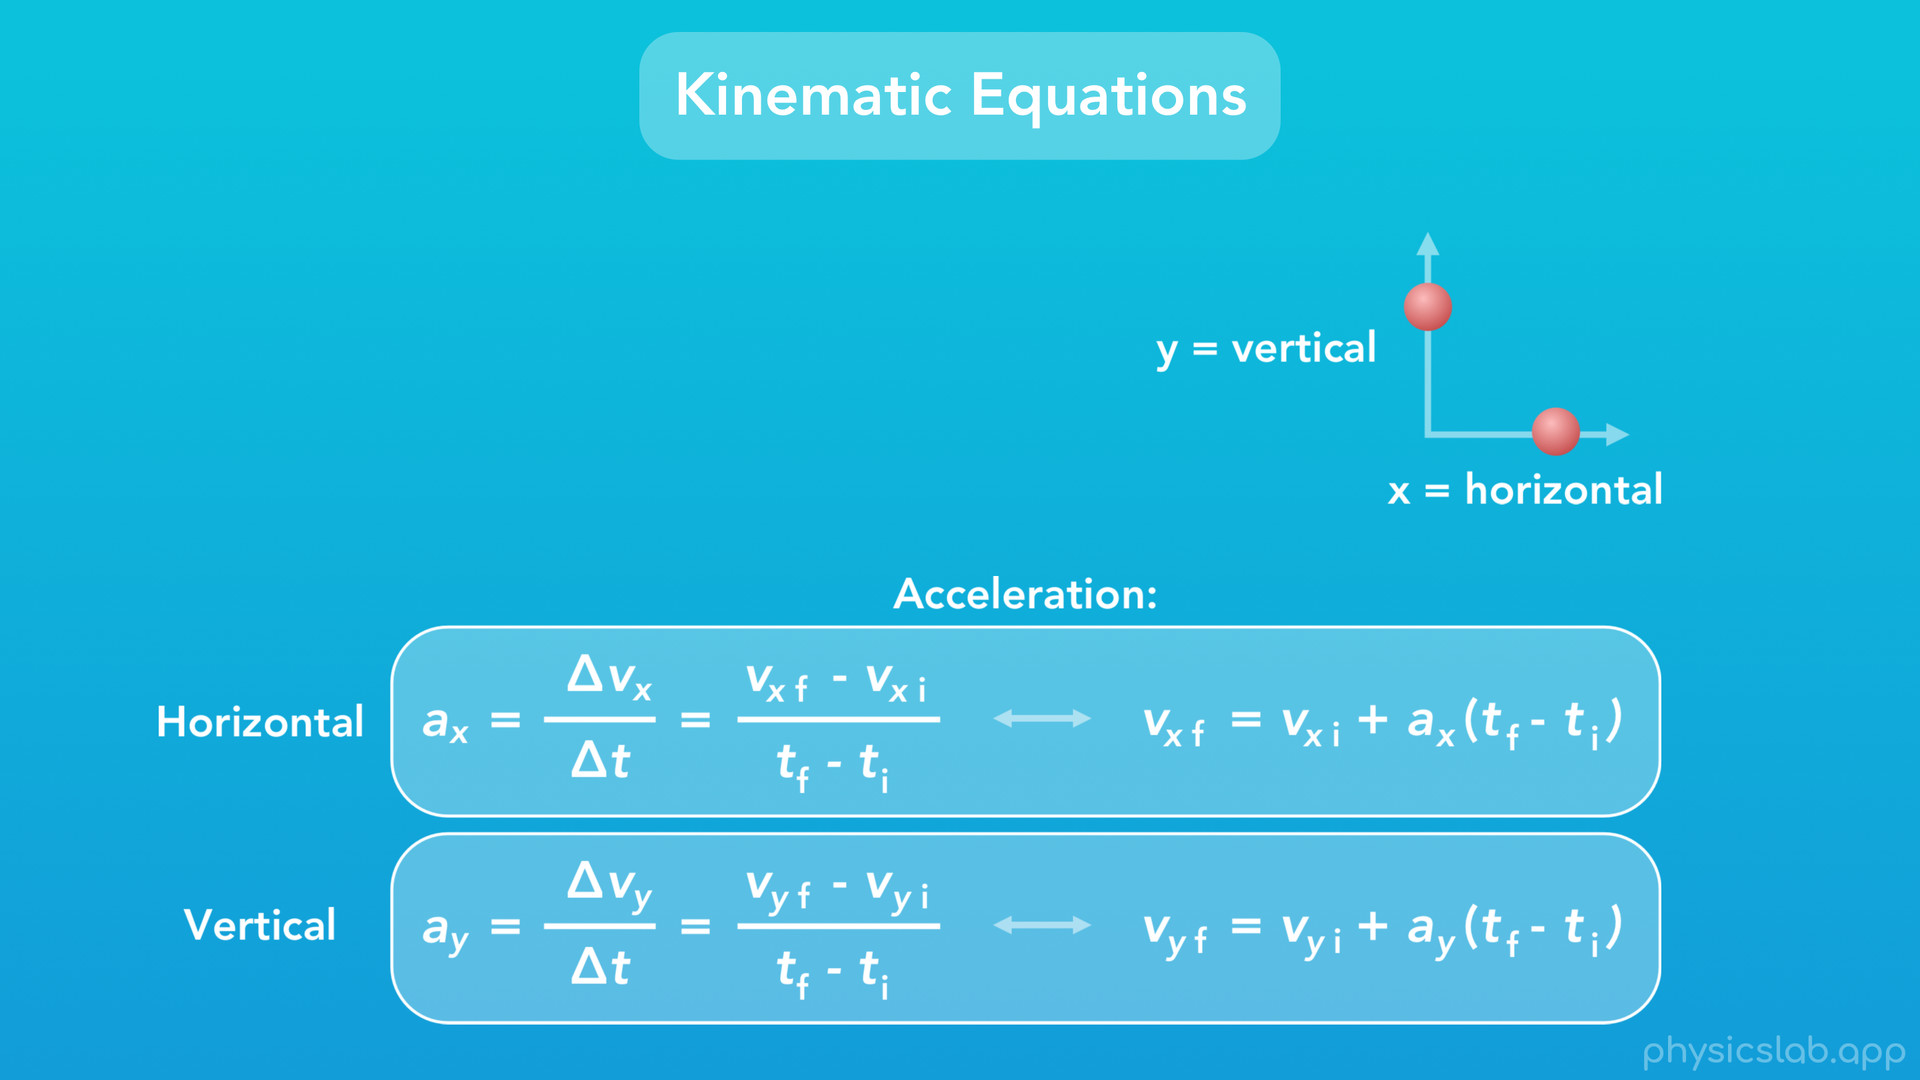 Kinematic Equations
y = vertical
x = horizontal
Acceleration:
Horizontal a_x = Δv_x / Δt = (v_x f - v_x i) / (t_f - t_i) ⟷ v_x f = v_x i + a_x (t_f - t_i)
Vertical a_y = Δv_y / Δt = (v_y f - v_y i) / (t_f - t_i) ⟷ v_y f = v_y i + a_y (t_f - t_i)
physicslab.app